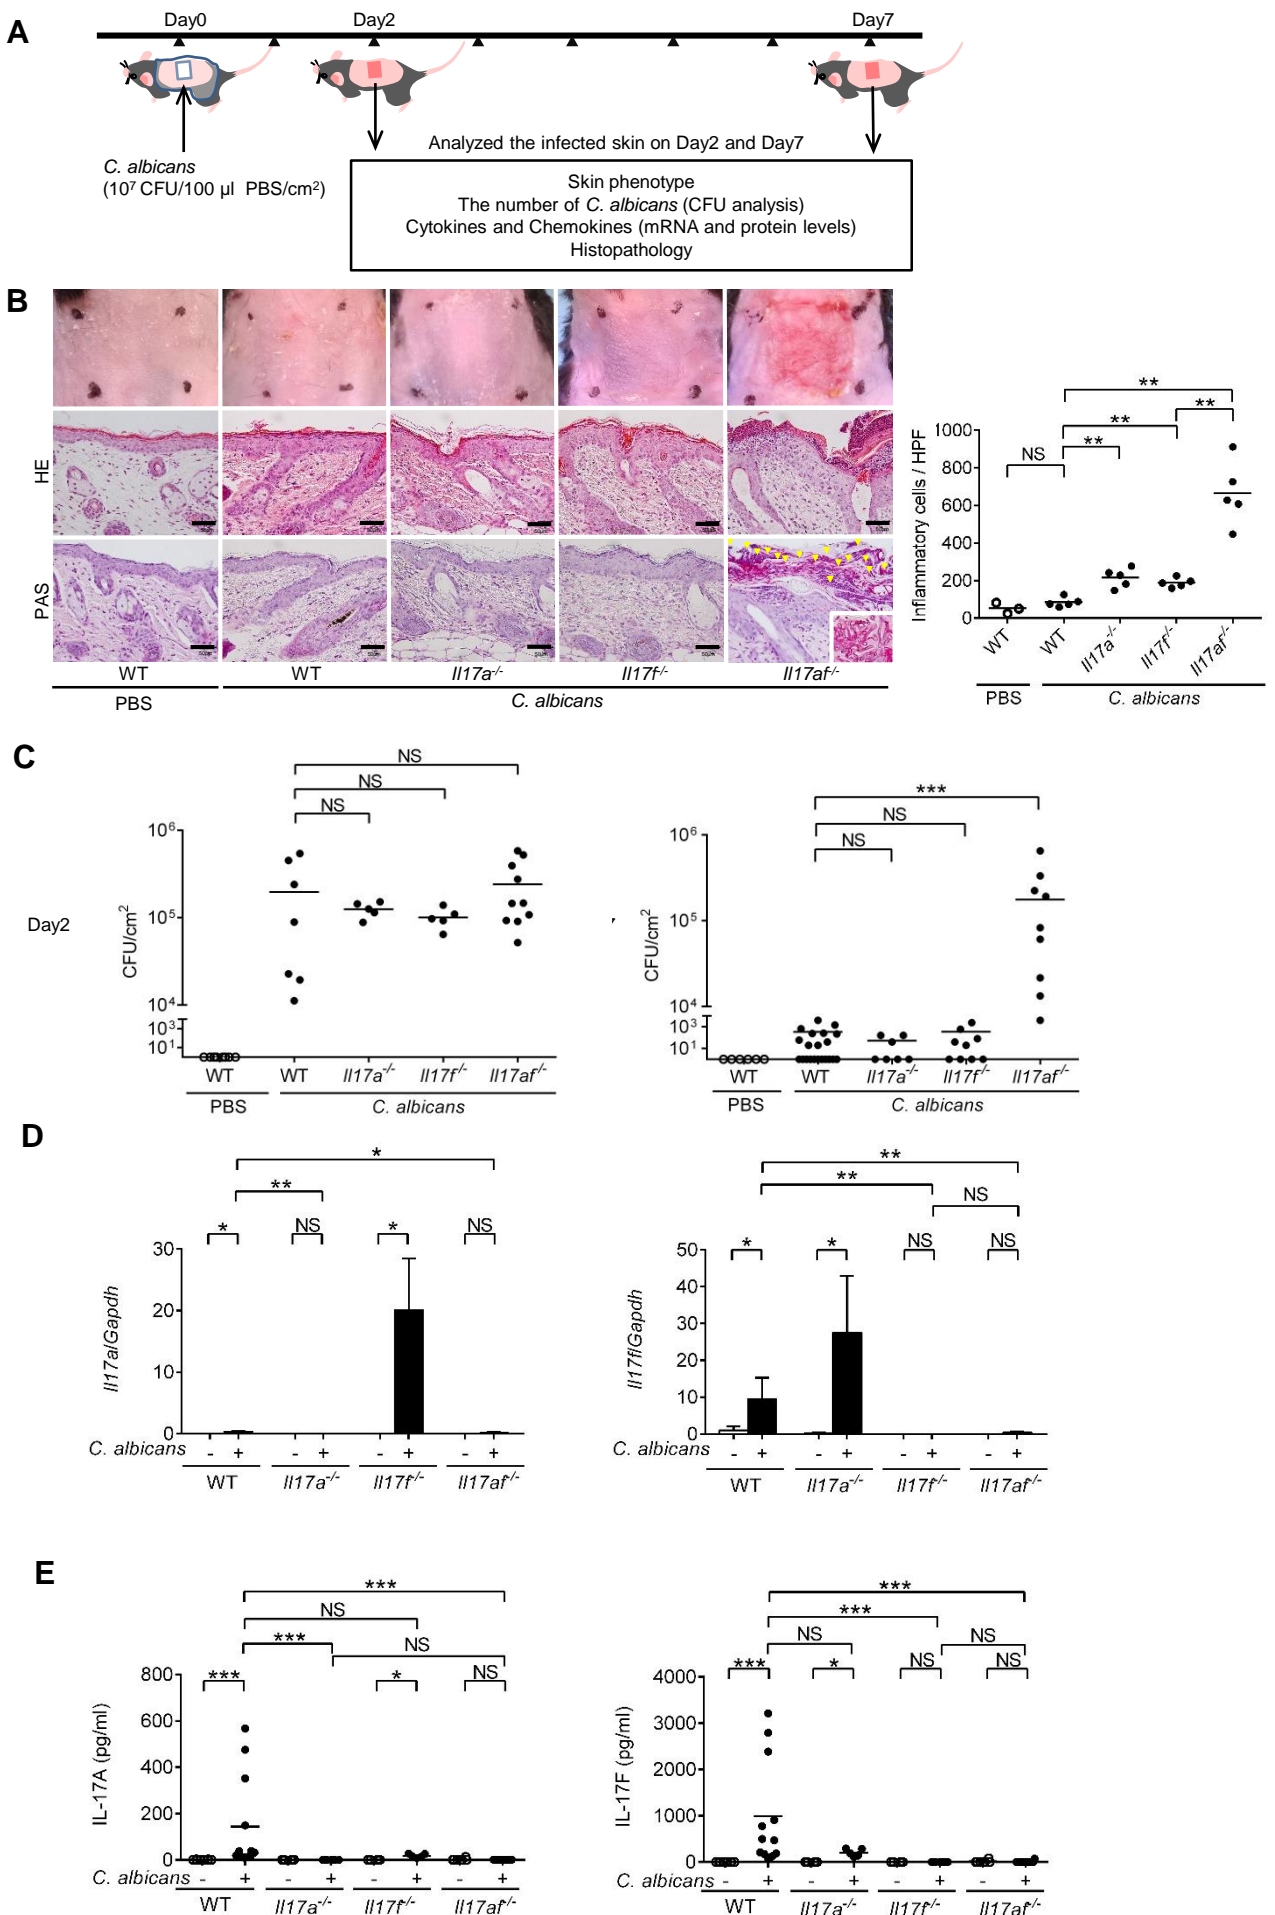 A
Day0
Day2
Day7
C. albicans
(10⁷ CFU/100 µl PBS/cm²)
Analyzed the infected skin on Day2 and Day7
Skin phenotype
The number of C. albicans (CFU analysis)
Cytokines and Chemokines (mRNA and protein levels)
Histopathology
B
HE
PAS
WT
WT
Il17a⁻/⁻
Il17f⁻/⁻
Il17af⁻/⁻
PBS
C. albicans
**
**
**
**
NS
Inflammatory cells / HPF
1000
800
600
400
200
0
WT
WT
Il17a⁻/⁻
Il17f⁻/⁻
Il17af⁻/⁻
PBS
C. albicans
C
Day2
NS
NS
NS
CFU/cm²
10⁶
10⁵
10⁴
10³
10¹
WT
WT
Il17a⁻/⁻
Il17f⁻/⁻
Il17af⁻/⁻
PBS
C. albicans
***
NS
NS
CFU/cm²
10⁶
10⁵
10⁴
10³
10¹
WT
WT
Il17a⁻/⁻
Il17f⁻/⁻
Il17af⁻/⁻
PBS
C. albicans
D
*
**
* NS * NS
Il17a/Gapdh
30
20
10
0
C. albicans - + - + - + - +
WT
Il17a⁻/⁻
Il17f⁻/⁻
Il17af⁻/⁻
**
**
NS
* * NS NS
Il17f/Gapdh
50
40
30
20
10
0
C. albicans - + - + - + - +
WT
Il17a⁻/⁻
Il17f⁻/⁻
Il17af⁻/⁻
E
***
NS
***
NS
*** * NS
IL-17A (pg/ml)
800
600
400
200
0
C. albicans - + - + - + - +
WT
Il17a⁻/⁻
Il17f⁻/⁻
Il17af⁻/⁻
***
***
NS
NS
*** * NS NS
IL-17F (pg/ml)
4000
3000
2000
1000
0
C. albicans - + - + - + - +
WT
Il17a⁻/⁻
Il17f⁻/⁻
Il17af⁻/⁻